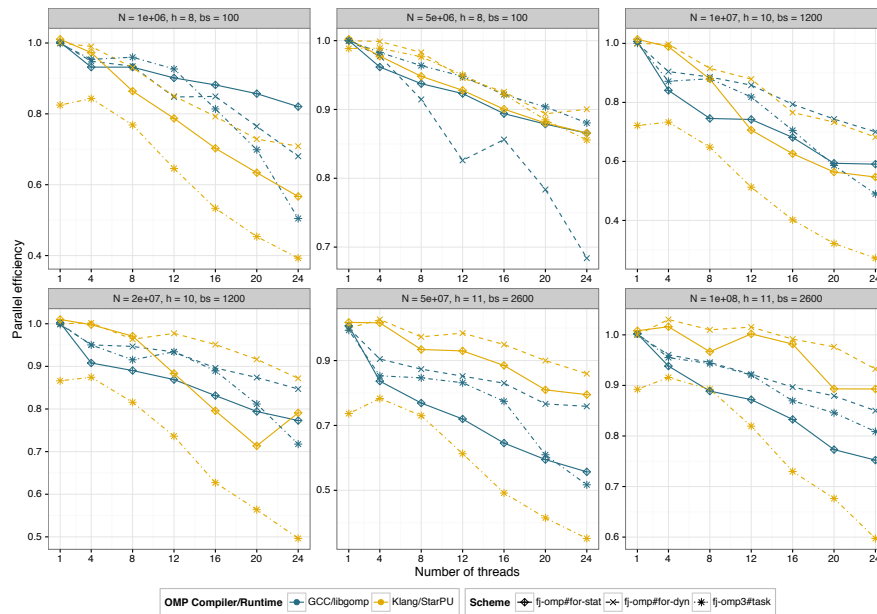 N = 1e+06, h = 8, bs = 100
N = 5e+06, h = 8, bs = 100
N = 1e+07, h = 10, bs = 1200
1.0
0.8
0.6
0.4
1 4 8 12 16 20 24
1.0
0.9
0.8
0.7
1 4 8 12 16 20 24
1.0
0.8
0.6
0.4
1 4 8 12 16 20 24
Parallel efficiency
N = 2e+07, h = 10, bs = 1200
N = 5e+07, h = 11, bs = 2600
N = 1e+08, h = 11, bs = 2600
1.0
0.9
0.8
0.7
0.6
0.5
1 4 8 12 16 20 24
0.9
0.7
0.5
1 4 8 12 16 20 24
1.0
0.9
0.8
0.7
0.6
1 4 8 12 16 20 24
Number of threads
OMP Compiler/Runtime GCC/libgomp Klang/StarPU
Scheme fj-omp#for-stat fj-omp#for-dyn fj-omp3#task